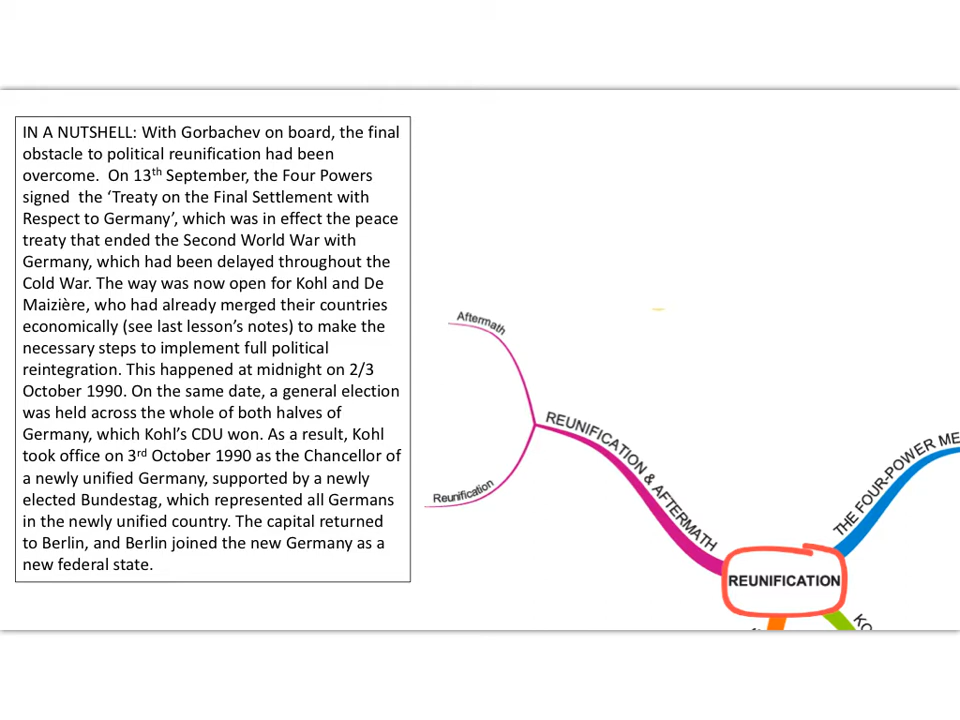 IN A NUTSHELL: With Gorbachev on board, the final
obstacle to political reunification had been
overcome.  On 13th September, the Four Powers
signed  the ‘Treaty on the Final Settlement with
Respect to Germany’, which was in effect the peace
treaty that ended the Second World War with
Germany, which had been delayed throughout the
Cold War. The way was now open for Kohl and De
Maizière, who had already merged their countries
economically (see last lesson’s notes) to make the
necessary steps to implement full political
reintegration. This happened at midnight on 2/3
October 1990. On the same date, a general election
was held across the whole of both halves of
Germany, which Kohl’s CDU won. As a result, Kohl
took office on 3rd October 1990 as the Chancellor of
a newly unified Germany, supported by a newly
elected Bundestag, which represented all Germans
in the newly unified country. The capital returned
to Berlin, and Berlin joined the new Germany as a
new federal state.
Aftermath
Reunification
REUNIFICATION & AFTERMATH
THE FOUR-POWER ME
REUNIFICATION
KO